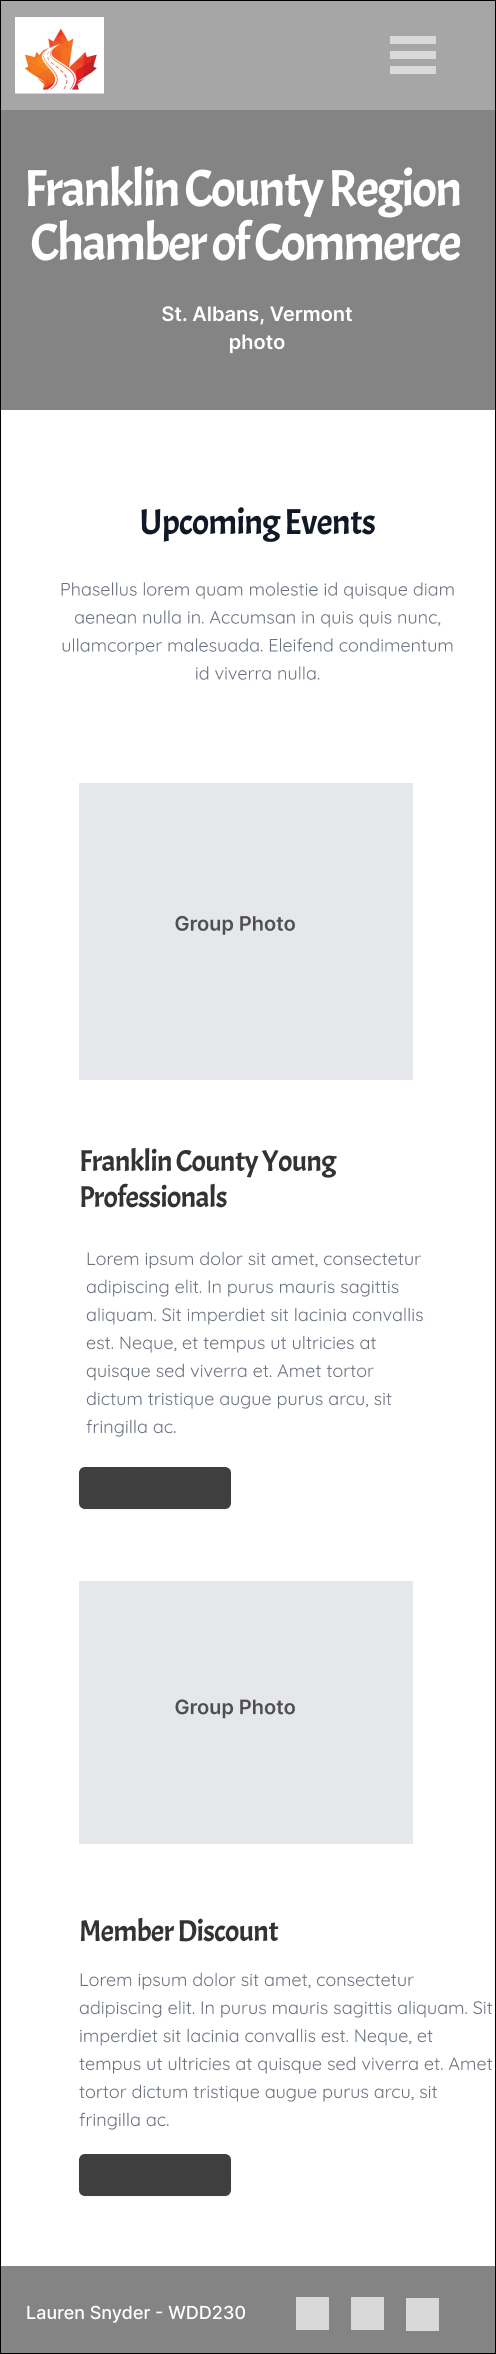 Franklin County Region
Chamber of Commerce
St. Albans, Vermont
photo
Upcoming Events
Phasellus lorem quam molestie id quisque diam
aenean nulla in. Accumsan in quis quis nunc,
ullamcorper malesuada. Eleifend condimentum
id viverra nulla.
Group Photo
Franklin County Young
Professionals
Lorem ipsum dolor sit amet, consectetur
adipiscing elit. In purus mauris sagittis
aliquam. Sit imperdiet sit lacinia convallis
est. Neque, et tempus ut ultricies at
quisque sed viverra et. Amet tortor
dictum tristique augue purus arcu, sit
fringilla ac.
Group Photo
Member Discount
Lorem ipsum dolor sit amet, consectetur
adipiscing elit. In purus mauris sagittis aliquam. Sit
imperdiet sit lacinia convallis est. Neque, et
tempus ut ultricies at quisque sed viverra et. Amet
tortor dictum tristique augue purus arcu, sit
fringilla ac.
Lauren Snyder - WDD230